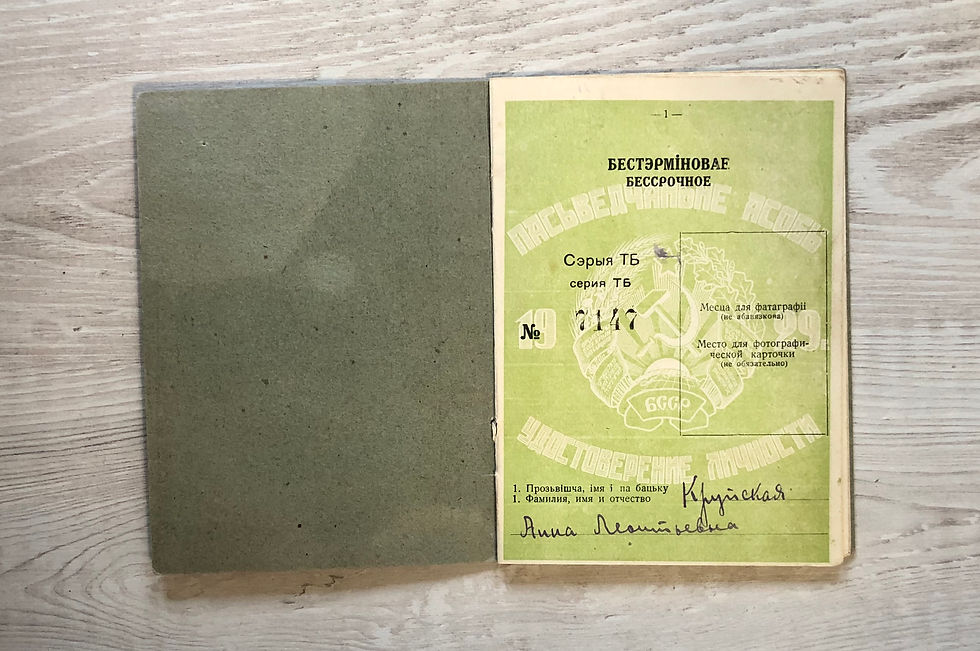 — 1 —
БЕСТЭРМІНОВАЕ
БЕССРОЧНОЕ
ПАСЬВЕДЧАНЬНЕ АСОБЫ
Сэрыя ТБ
серия ТБ
№ 7147
19 29
Месца для фатаграфіі
(не абавязкова)
Место для фотографи-
ческой карточки
(не обязательно)
БССР
УДОСТОВЕРЕНИЕ ЛИЧНОСТИ
1. Прозьвішча, імя і па бацьку
1. Фамилия, имя и отчество
Круйская
Анна Леонтьевна